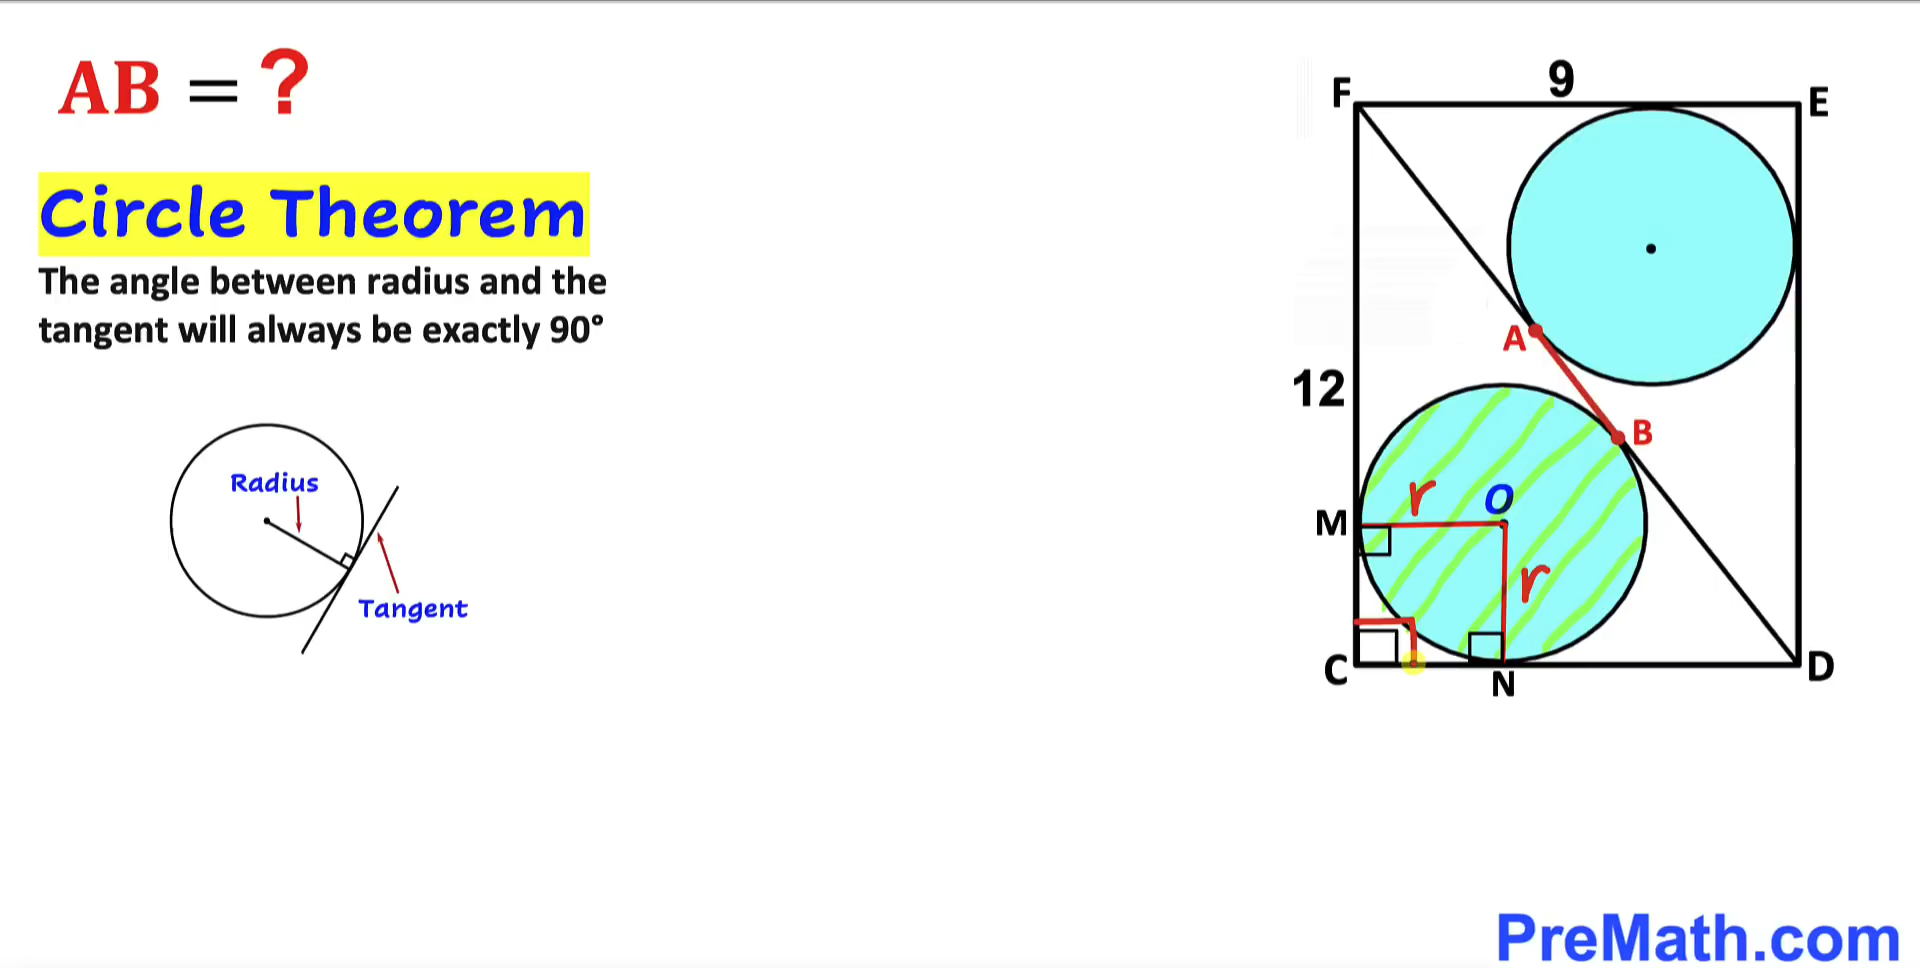 AB = ?
Circle Theorem
The angle between radius and the
tangent will always be exactly 90°
Radius
Tangent
F
9
E
A
12
B
M
r
O
r
C
N
D
PreMath.com